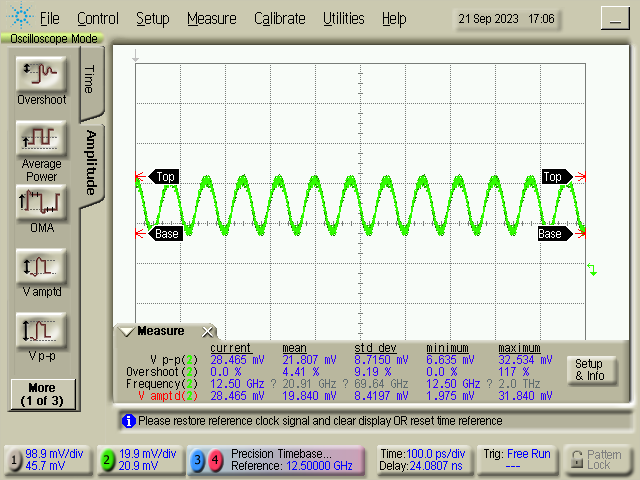 File Control Setup Measure Calibrate Utilities Help 21 Sep 2023 17:06
Oscilloscope Mode
Time
Amplitude
Overshoot
Average
Power
OMA
V amptd
V p-p
More
(1 of 3)
Top Top
Base Base
Measure
current mean std dev minimum maximum
V p-p(2) 28.465 mV 21.807 mV 8.7150 mV 6.635 mV 32.534 mV
Overshoot(2) 0.0 % 4.41 % 9.19 % 0.0 % 117 %
Frequency(2) 12.50 GHz ? 20.91 GHz ? 69.64 GHz 12.50 GHz ? 2.0 THz
V amptd(2) 28.465 mV 19.840 mV 8.4197 mV 1.975 mV 31.840 mV
Setup
& Info
Please restore reference clock signal and clear display OR reset time reference
1 98.9 mV/div
45.7 mV
2 19.9 mV/div
20.9 mV
3 4 Precision Timebase...
Reference: 12.50000 GHz
Time:100.0 ps/div
Delay:24.0807 ns
Trig: Free Run
---
Pattern
Lock